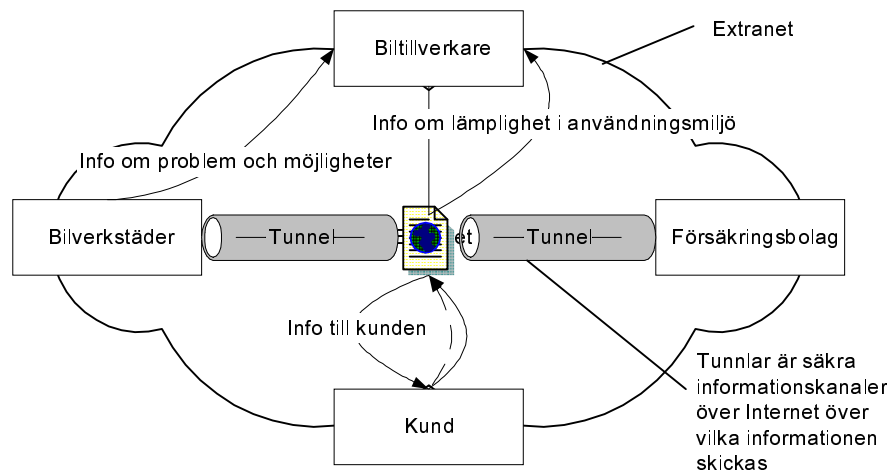 Extranet
Biltillverkare
Info om lämplighet i användningsmiljö
Info om problem och möjligheter
Bilverkstäder
Tunnel
et
Tunnel
Försäkringsbolag
Info till kunden
Kund
Tunnlar är säkra
informationskanaler
över Internet över
vilka informationen
skickas